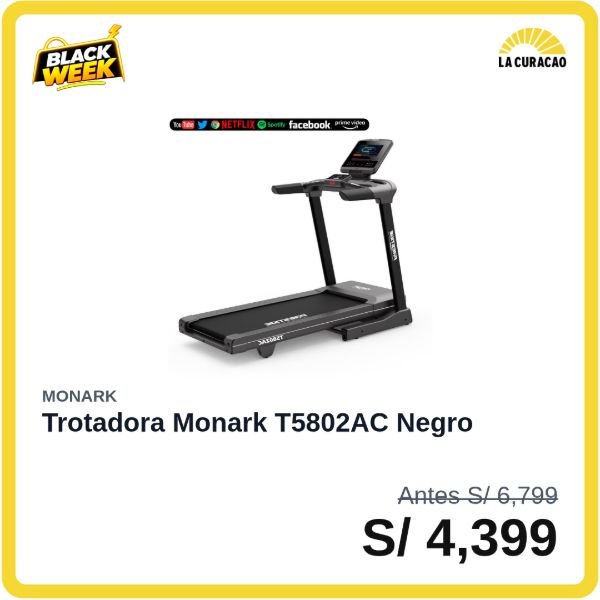 BLACK
WEEK
LA CURACAO
YouTube NETFLIX Spotify facebook prime video
MONARK
Trotadora Monark T5802AC Negro
Antes S/ 6,799
S/ 4,399